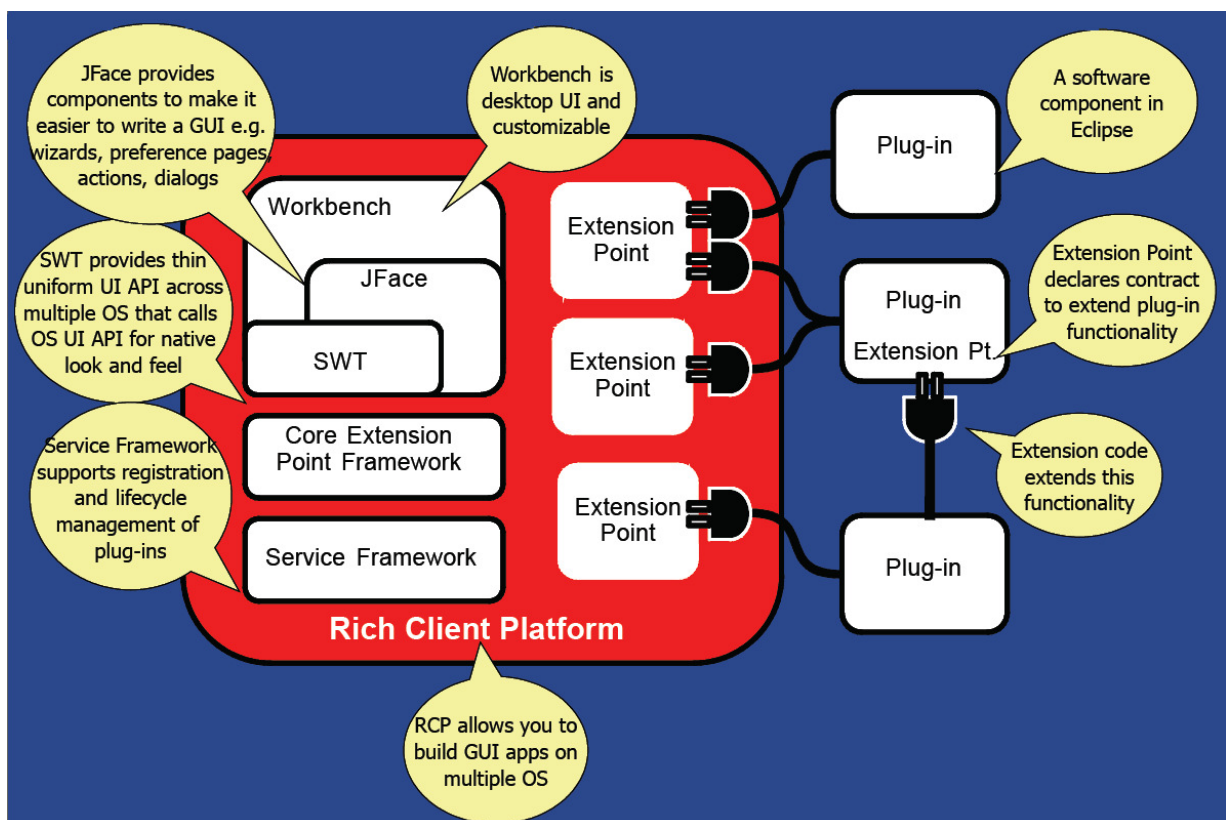 JFace provides
components to make it
easier to write a GUI e.g.
wizards, preference pages,
actions, dialogs
Workbench is
desktop UI and
customizable
A software
component in
Eclipse
Plug-in
Workbench
Extension
Point
SWT provides thin
uniform UI API across
multiple OS that calls
OS UI API for native
look and feel
JFace
SWT
Extension Point
declares contract
to extend plug-in
functionality
Plug-in
Extension Pt.
Extension
Point
Core Extension
Point Framework
Service Framework
supports registration
and lifecycle
management of
plug-ins
Extension code
extends this
functionality
Extension
Point
Service Framework
Plug-in
Rich Client Platform
RCP allows you to
build GUI apps on
multiple OS